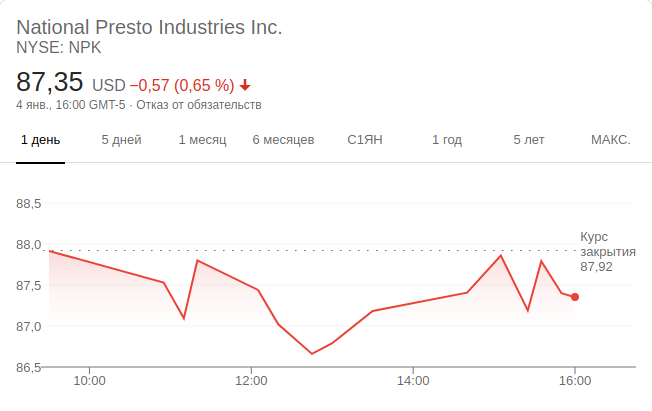 National Presto Industries Inc.
NYSE: NPK
87,35 USD −0,57 (0,65 %)
4 янв., 16:00 GMT-5 · Отказ от обязательств
1 день 5 дней 1 месяц 6 месяцев С1ЯН 1 год 5 лет МАКС.
88,5
88,0
87,5
87,0
86,5
Курс
закрытия
87,92
10:00 12:00 14:00 16:00